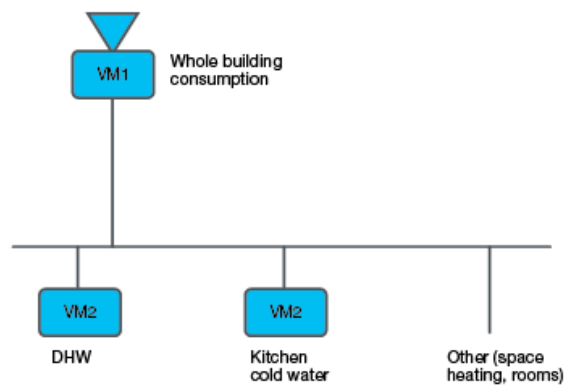 VM1
Whole building
consumption
VM2
VM2
DHW
Kitchen
cold water
Other (space
heating, rooms)